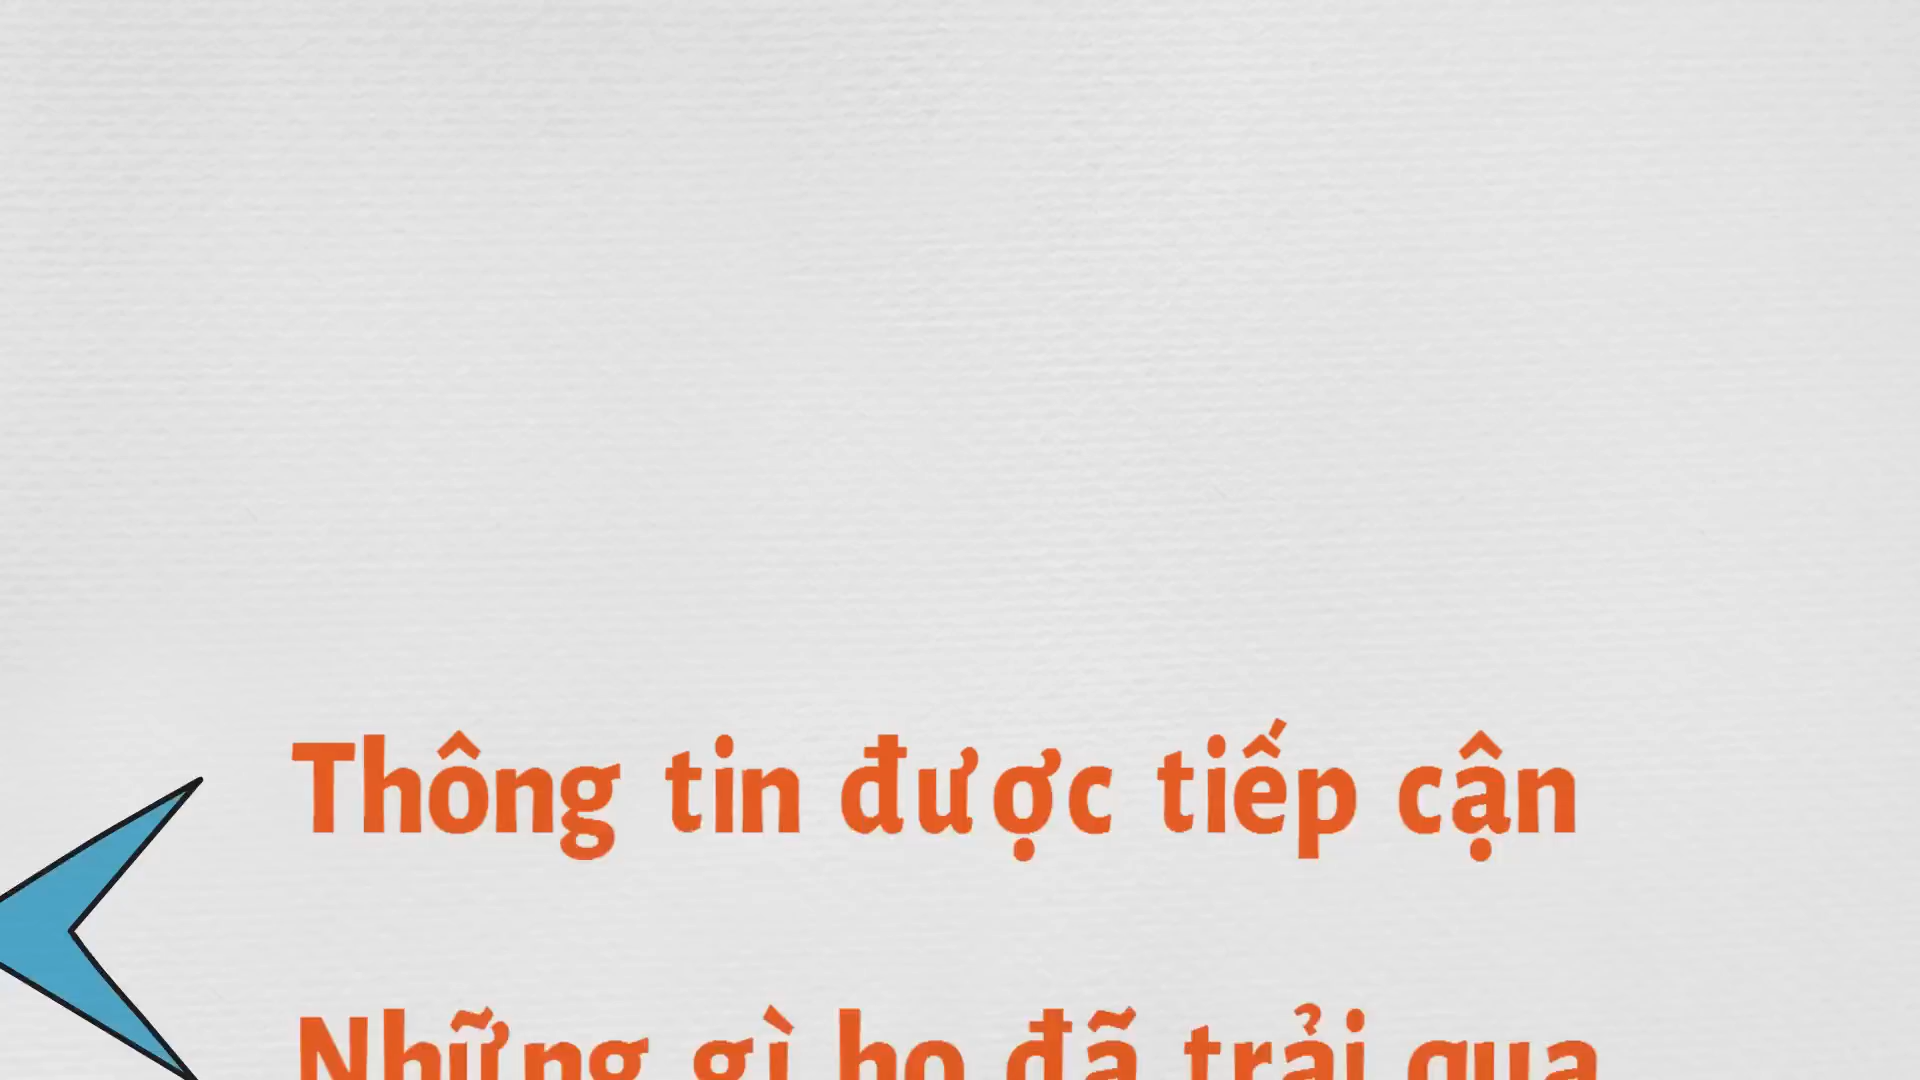 Thông tin được tiếp cận
Những gì họ đã trải qua